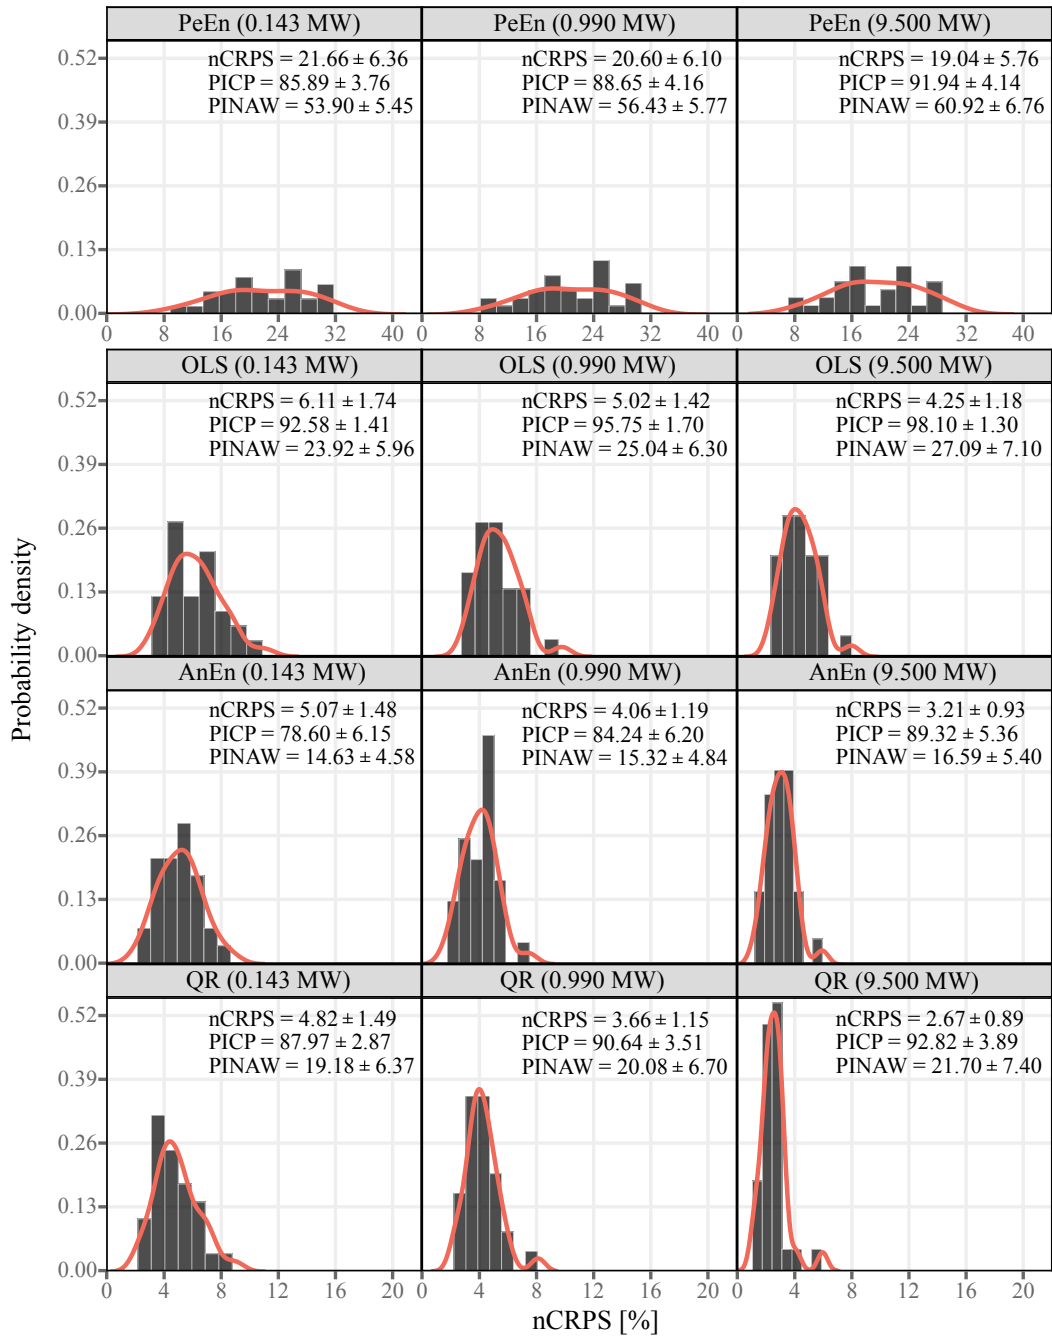 PeEn (0.143 MW) PeEn (0.990 MW) PeEn (9.500 MW)
nCRPS = 21.66 ± 6.36
PICP = 85.89 ± 3.76
PINAW = 53.90 ± 5.45
nCRPS = 20.60 ± 6.10
PICP = 88.65 ± 4.16
PINAW = 56.43 ± 5.77
nCRPS = 19.04 ± 5.76
PICP = 91.94 ± 4.14
PINAW = 60.92 ± 6.76
0.52
0.39
0.26
0.13
0.00
0 8 16 24 32 40 0 8 16 24 32 40 0 8 16 24 32 40
OLS (0.143 MW) OLS (0.990 MW) OLS (9.500 MW)
nCRPS = 6.11 ± 1.74
PICP = 92.58 ± 1.41
PINAW = 23.92 ± 5.96
nCRPS = 5.02 ± 1.42
PICP = 95.75 ± 1.70
PINAW = 25.04 ± 6.30
nCRPS = 4.25 ± 1.18
PICP = 98.10 ± 1.30
PINAW = 27.09 ± 7.10
0.52
0.39
0.26
0.13
0.00
Probability density
AnEn (0.143 MW) AnEn (0.990 MW) AnEn (9.500 MW)
nCRPS = 5.07 ± 1.48
PICP = 78.60 ± 6.15
PINAW = 14.63 ± 4.58
nCRPS = 4.06 ± 1.19
PICP = 84.24 ± 6.20
PINAW = 15.32 ± 4.84
nCRPS = 3.21 ± 0.93
PICP = 89.32 ± 5.36
PINAW = 16.59 ± 5.40
0.52
0.39
0.26
0.13
0.00
QR (0.143 MW) QR (0.990 MW) QR (9.500 MW)
nCRPS = 4.82 ± 1.49
PICP = 87.97 ± 2.87
PINAW = 19.18 ± 6.37
nCRPS = 3.66 ± 1.15
PICP = 90.64 ± 3.51
PINAW = 20.08 ± 6.70
nCRPS = 2.67 ± 0.89
PICP = 92.82 ± 3.89
PINAW = 21.70 ± 7.40
0.52
0.39
0.26
0.13
0.00
0 4 8 12 16 20 0 4 8 12 16 20 0 4 8 12 16 20
nCRPS [%]